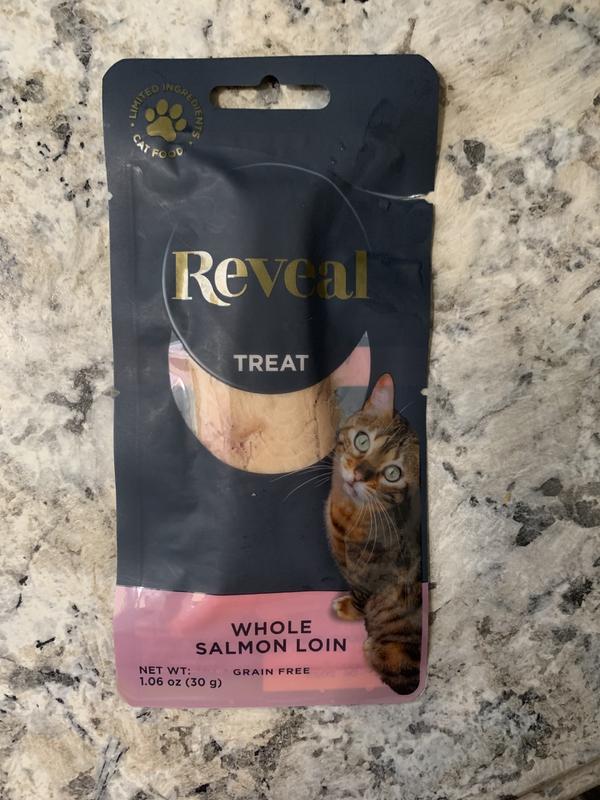 LIMITED INGREDIENTS
CAT FOOD
Reveal
TREAT
WHOLE
SALMON LOIN
NET WT: GRAIN FREE
1.06 oz (30 g)